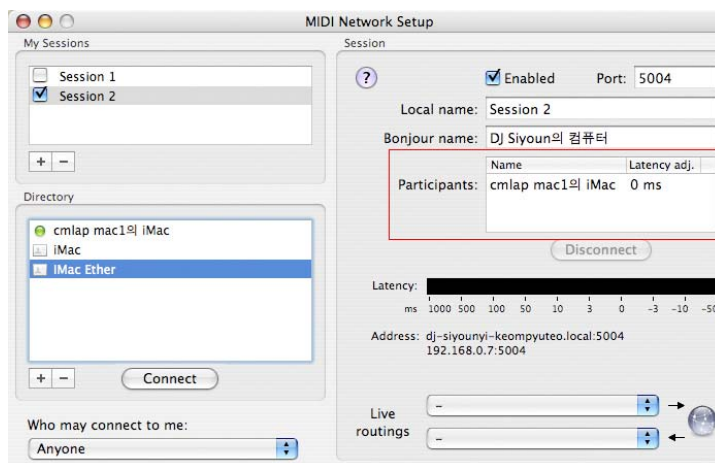 MIDI Network Setup
My Sessions
Session 1
Session 2
+ −
Directory
cmlap mac1의 iMac
iMac
IMac Ether
+ −
Connect
Who may connect to me:
Anyone
Session
?
Enabled Port: 5004
Local name: Session 2
Bonjour name: DJ Siyoun의 컴퓨터
Name Latency adj.
Participants: cmlap mac1의 iMac 0 ms
Disconnect
Latency:
ms 1000 500 100 50 10 3 0 -3 -10 -50
Address: dj-siyounyi-keompyuteo.local:5004
192.168.0.7:5004
Live
routings
-
-